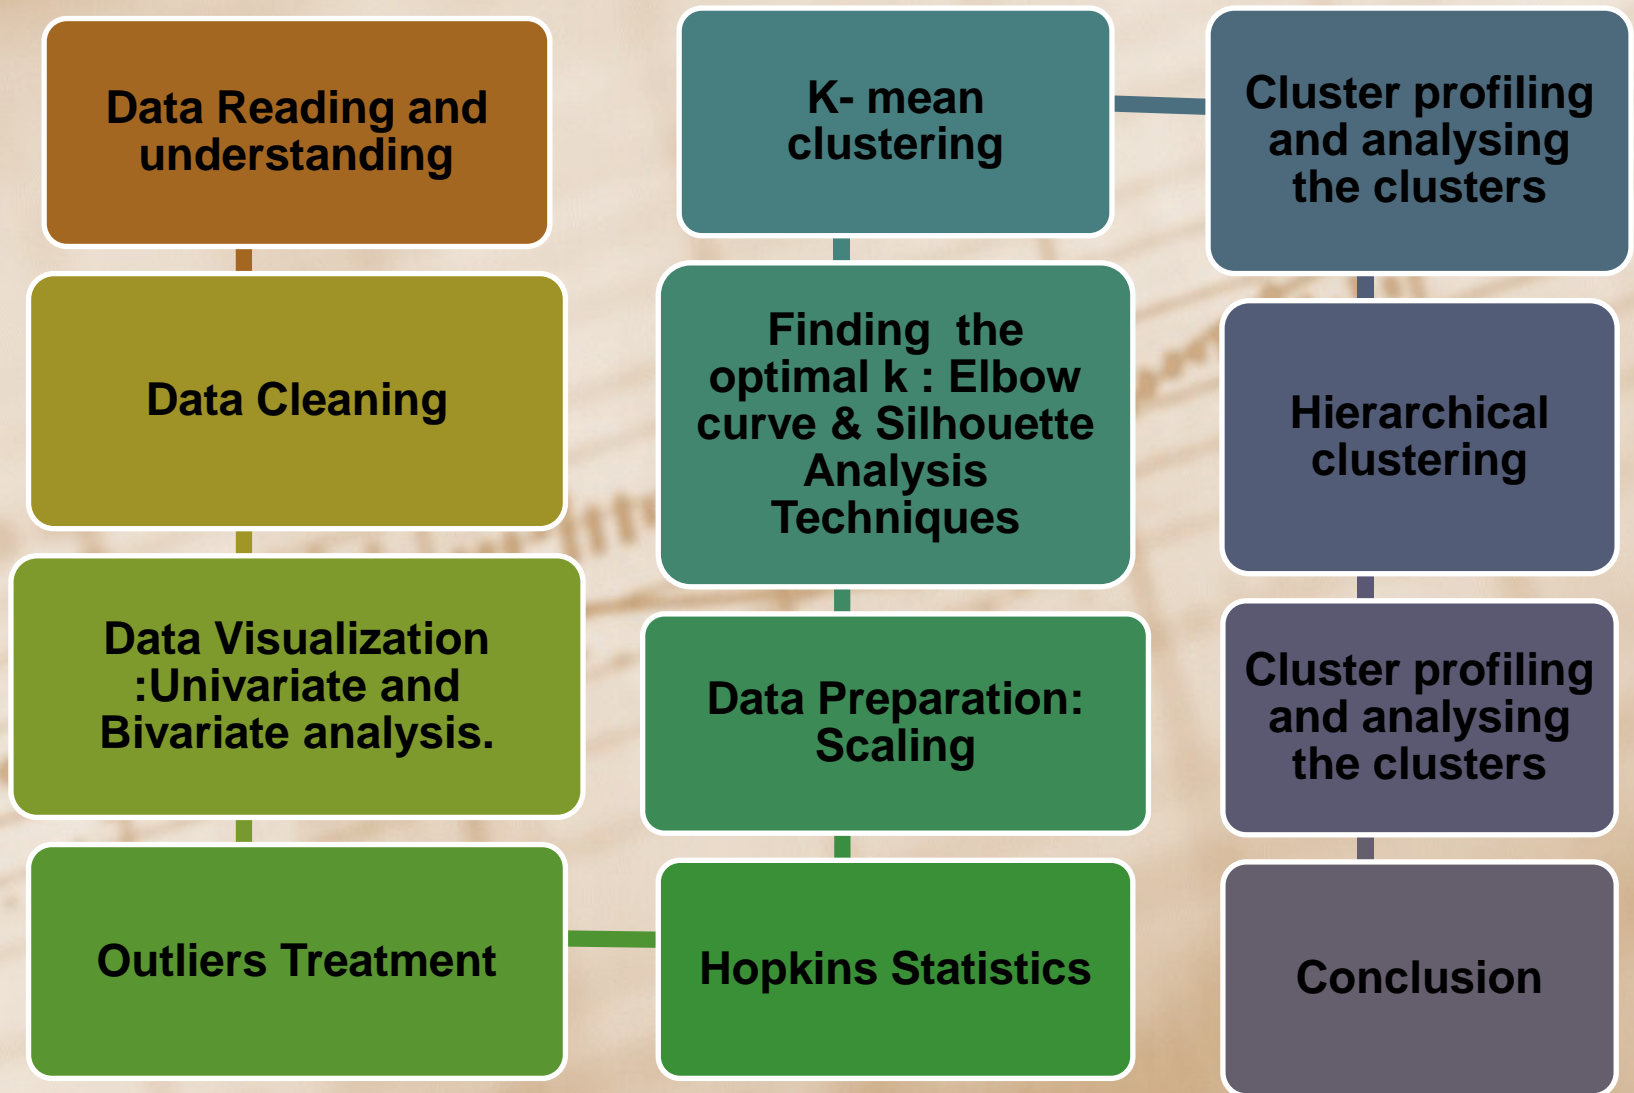 Data Reading and
understanding
Data Cleaning
Data Visualization
:Univariate and
Bivariate analysis.
Outliers Treatment
Hopkins Statistics
Data Preparation:
Scaling
Finding  the
optimal k : Elbow
curve & Silhouette
Analysis
Techniques
K- mean
clustering
Cluster profiling
and analysing
the clusters
Hierarchical
clustering
Cluster profiling
and analysing
the clusters
Conclusion